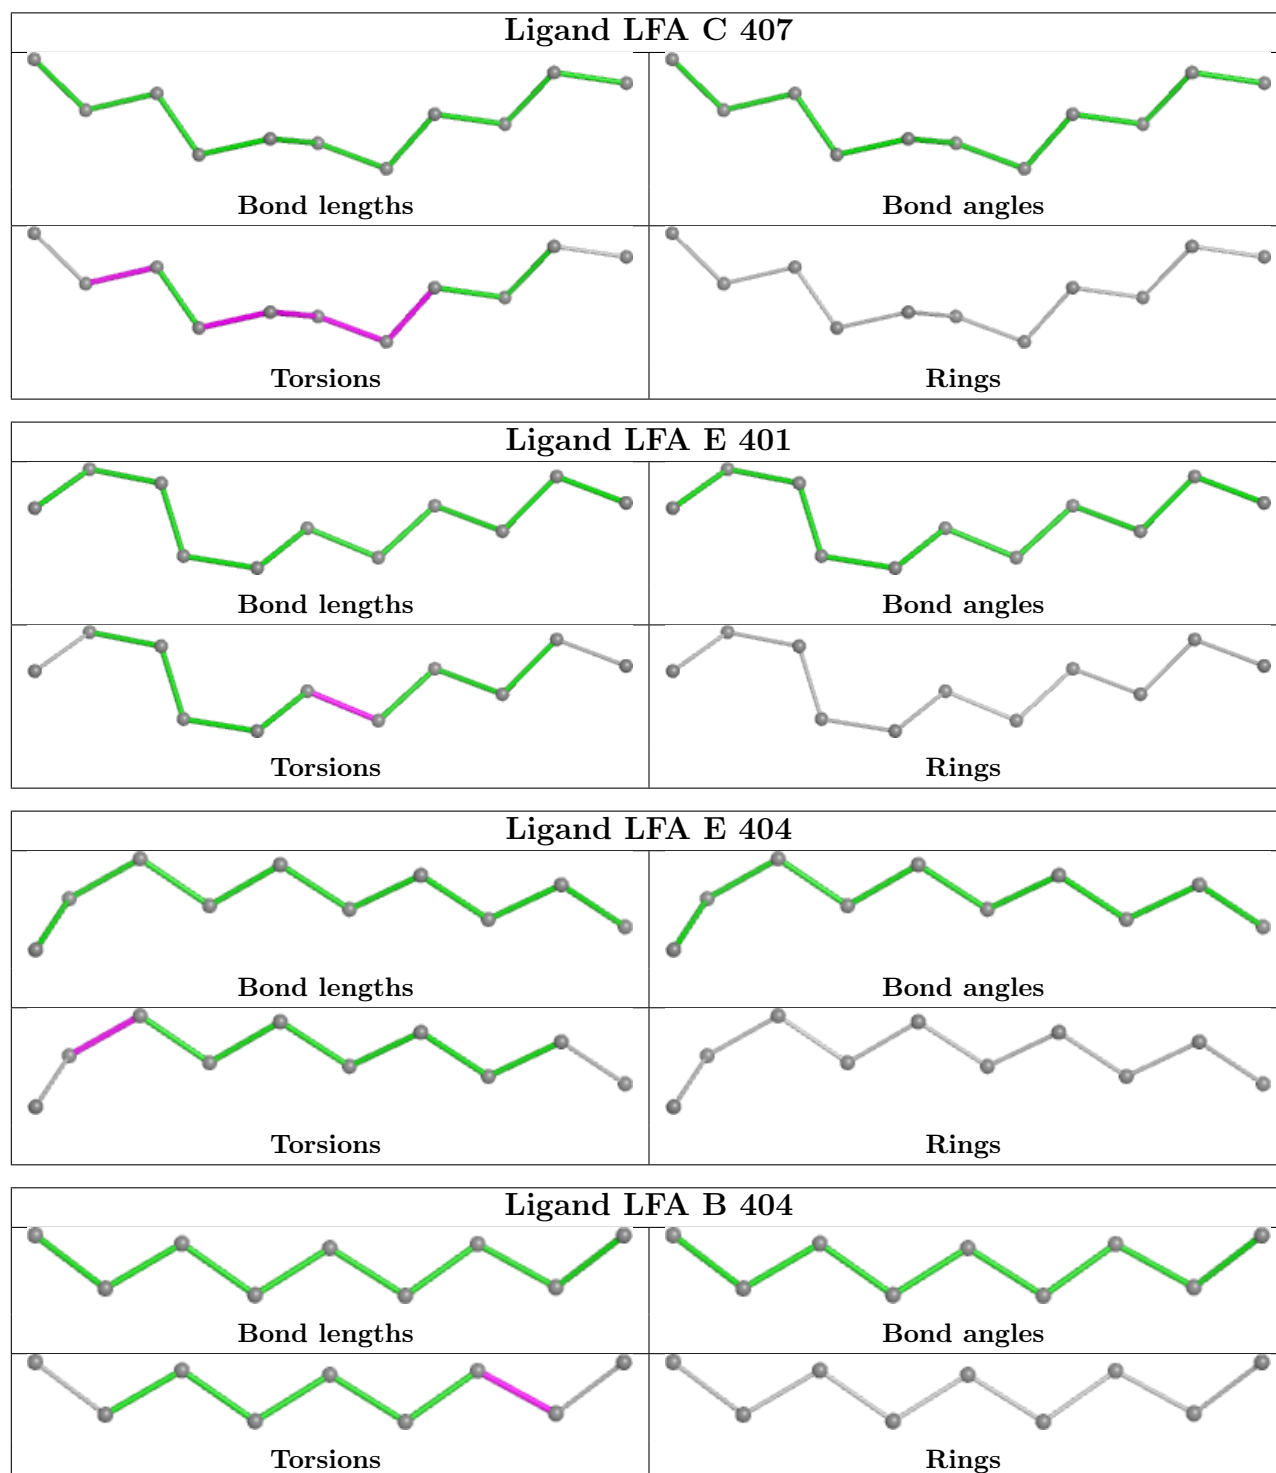 Ligand LFA C 407
Bond lengths
Bond angles
Torsions
Rings
Ligand LFA E 401
Bond lengths
Bond angles
Torsions
Rings
Ligand LFA E 404
Bond lengths
Bond angles
Torsions
Rings
Ligand LFA B 404
Bond lengths
Bond angles
Torsions
Rings